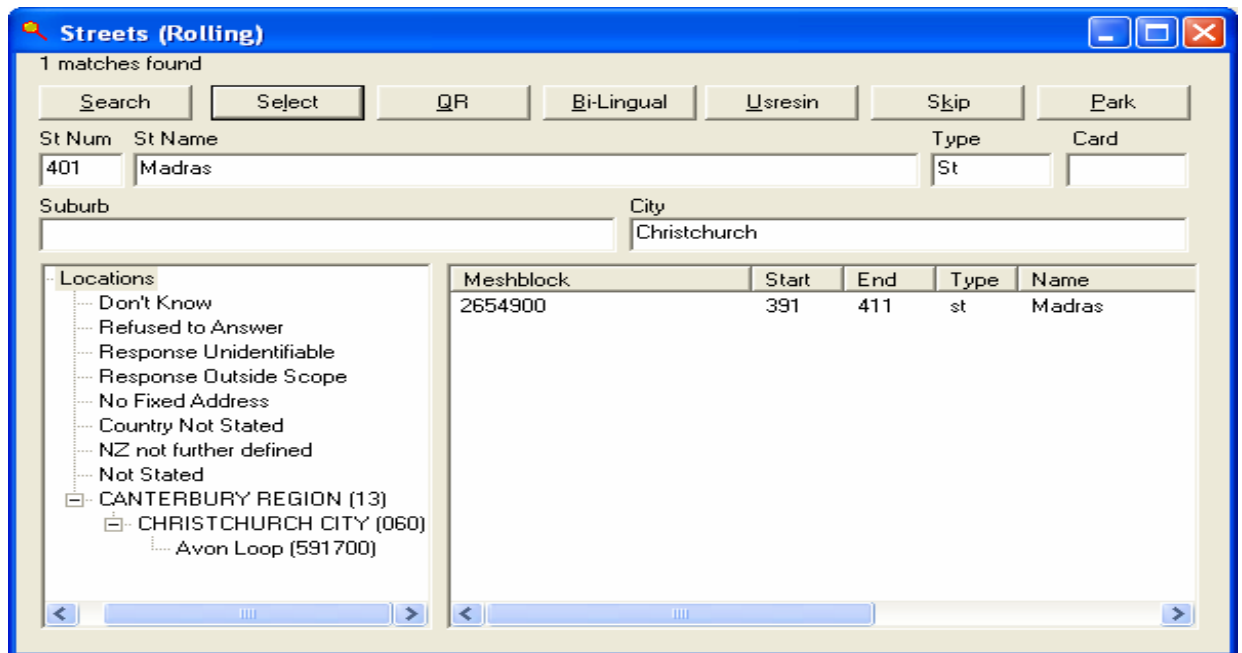 Streets (Rolling)
1 matches found
Search Select QR Bi-Lingual Usresin Skip Park
St Num St Name Type Card
401 Madras St
Suburb City
Christchurch
Locations
Don't Know
Refused to Answer
Response Unidentifiable
Response Outside Scope
No Fixed Address
Country Not Stated
NZ not further defined
Not Stated
CANTERBURY REGION (13)
CHRISTCHURCH CITY (060)
Avon Loop (591700)
Meshblock Start End Type Name
2654900 391 411 st Madras